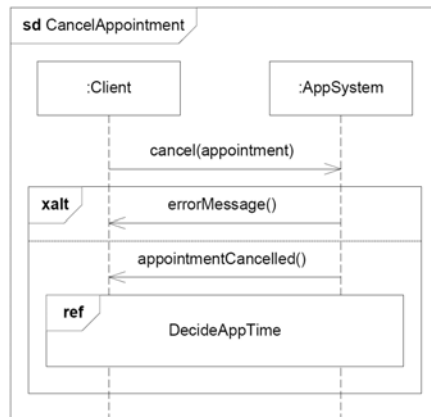 sd CancelAppointment
:Client
:AppSystem
cancel(appointment)
xalt
errorMessage()
appointmentCancelled()
ref
DecideAppTime